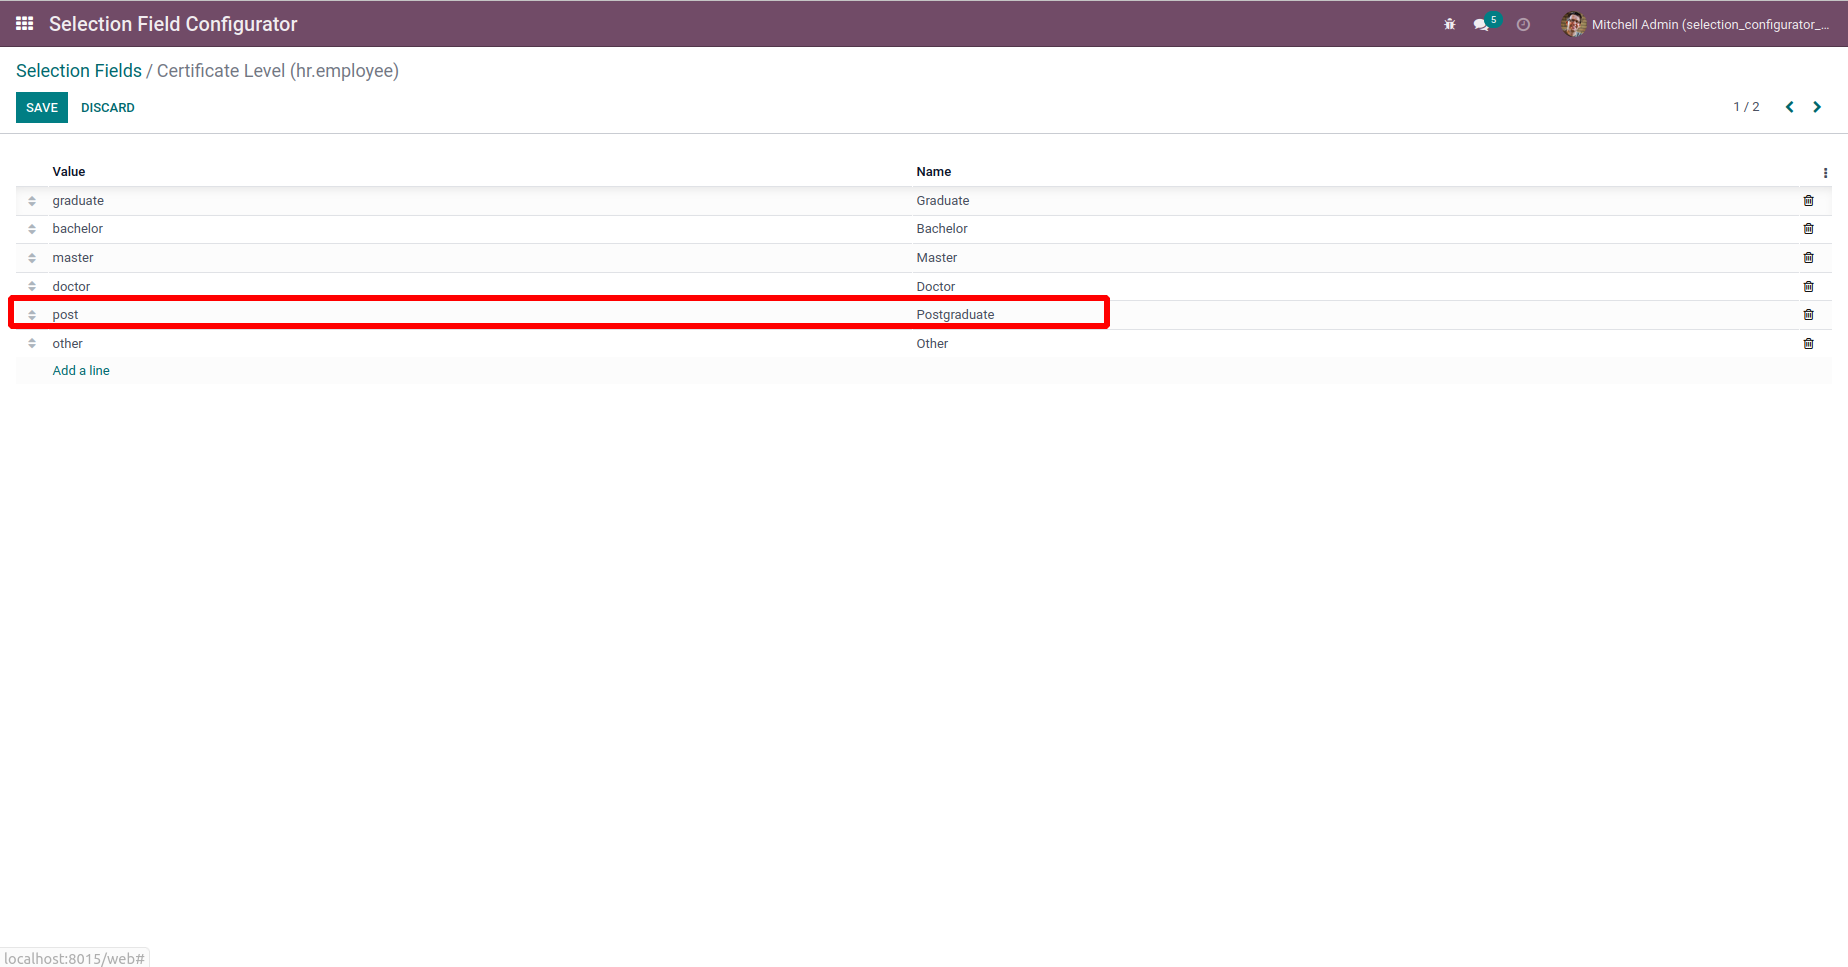 Selection Field Configurator
5
Mitchell Admin (selection_configurator_...
Selection Fields / Certificate Level (hr.employee)
SAVE DISCARD
1 / 2
Value Name
graduate Graduate
bachelor Bachelor
master Master
doctor Doctor
post Postgraduate
other Other
Add a line
localhost:8015/web#